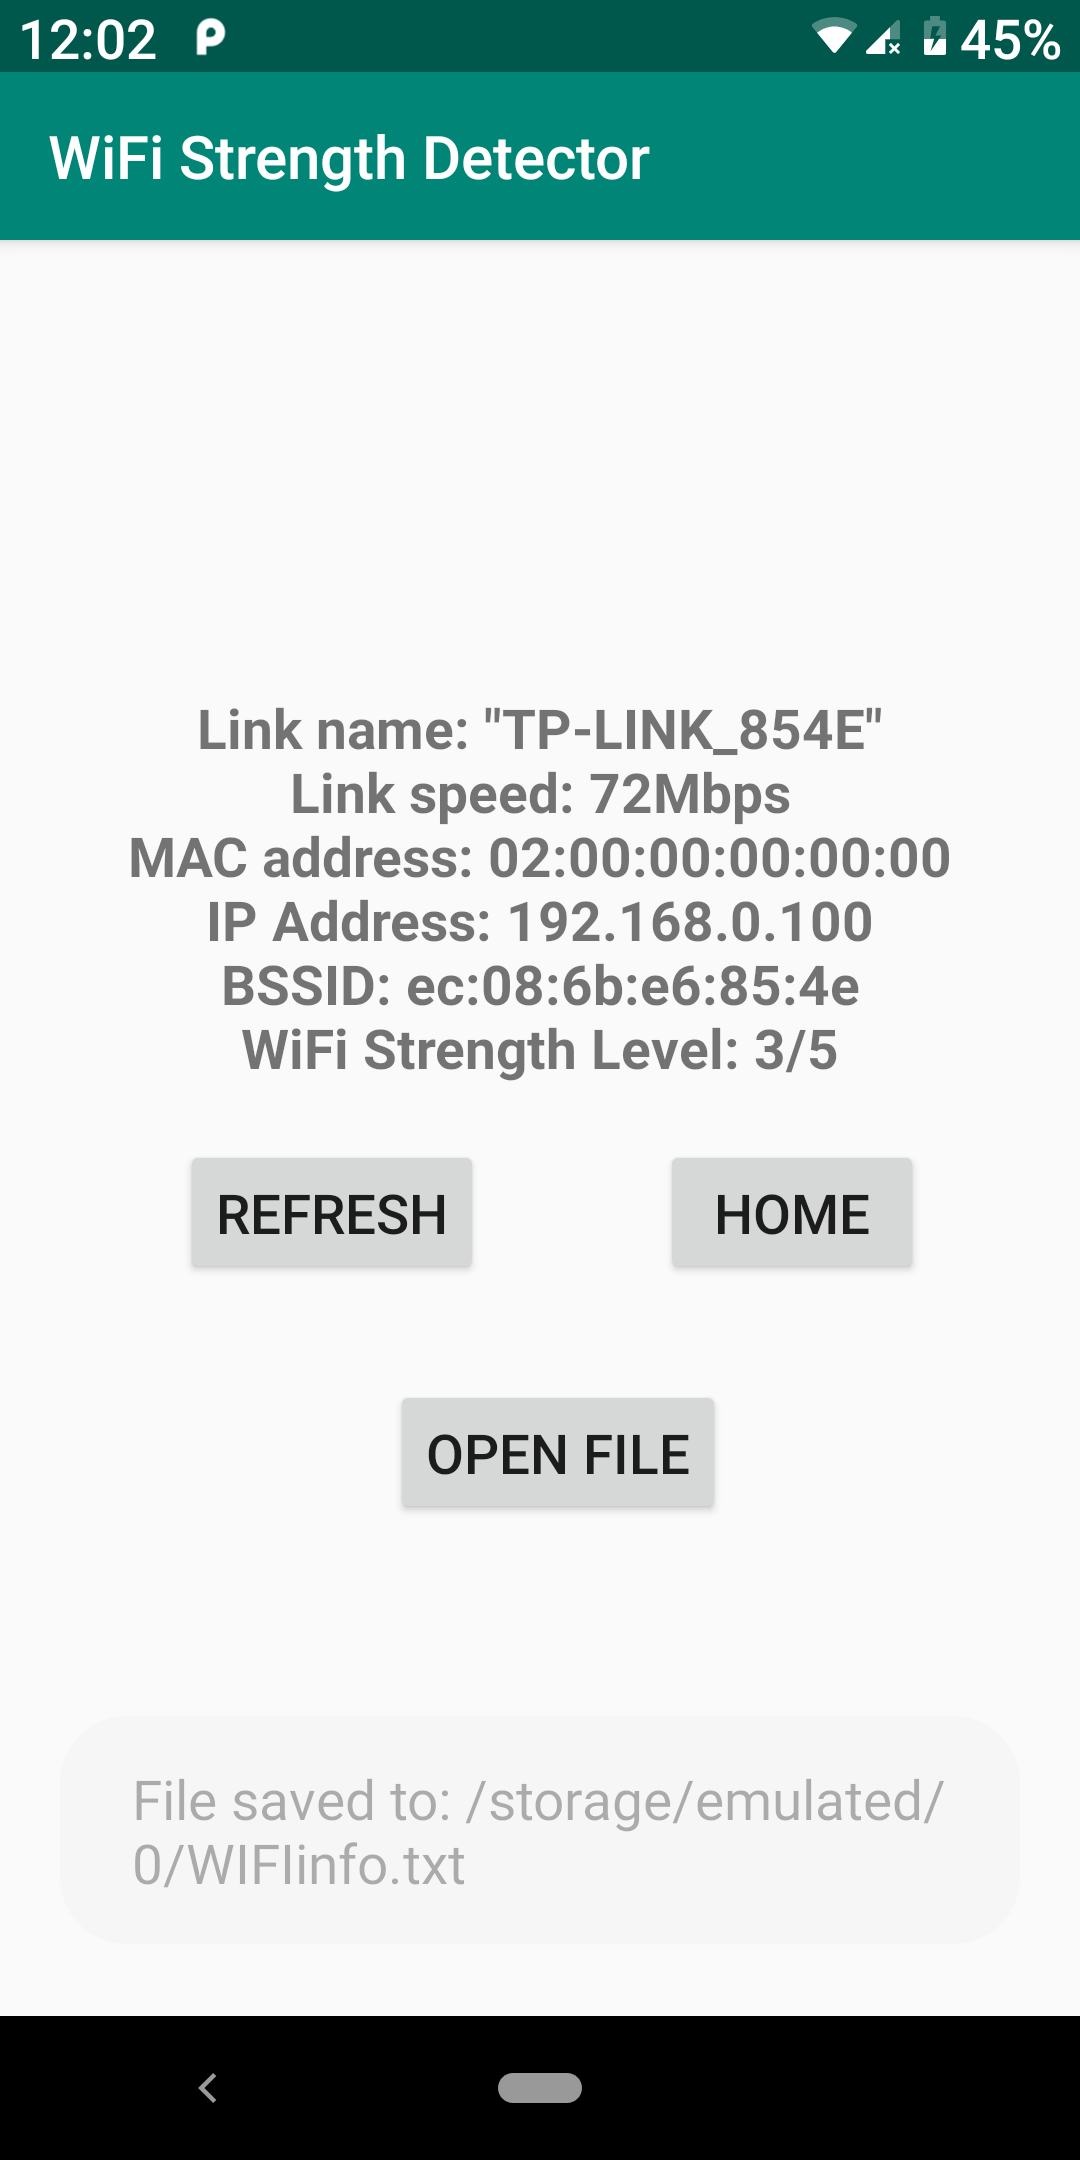 12:02 45%
WiFi Strength Detector
Link name: "TP-LINK_854E"
Link speed: 72Mbps
MAC address: 02:00:00:00:00:00
IP Address: 192.168.0.100
BSSID: ec:08:6b:e6:85:4e
WiFi Strength Level: 3/5
REFRESH HOME
OPEN FILE
File saved to: /storage/emulated/
0/WIFIinfo.txt